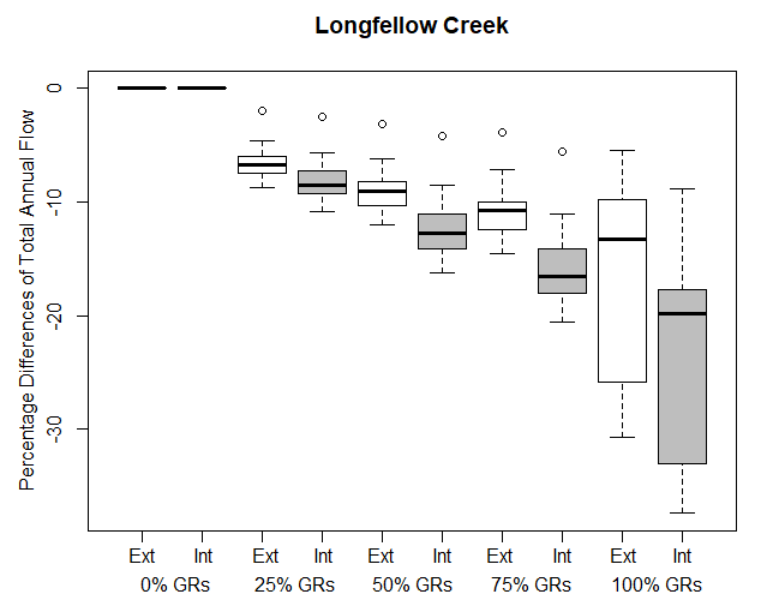 Longfellow Creek
Percentage Differences of Total Annual Flow
0
-10
-20
-30
Ext Int Ext Int Ext Int Ext Int Ext Int
0% GRs 25% GRs 50% GRs 75% GRs 100% GRs